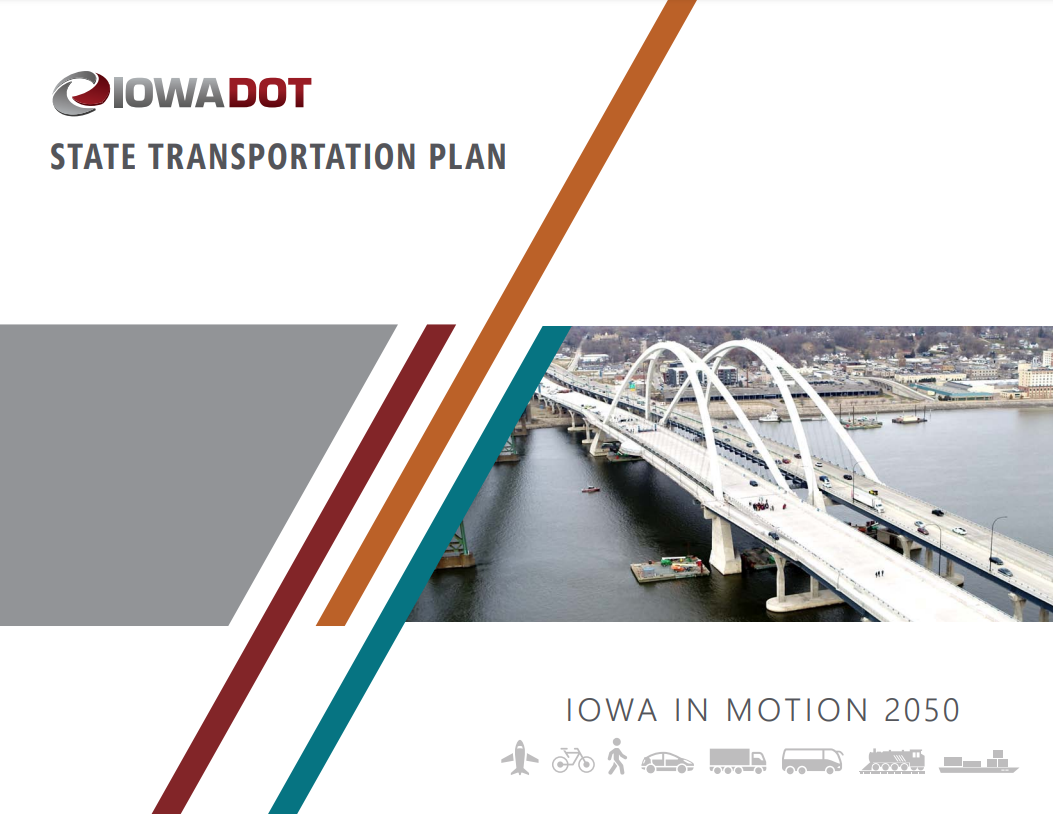 IOWADOT
STATE TRANSPORTATION PLAN
IOWA IN MOTION 2050